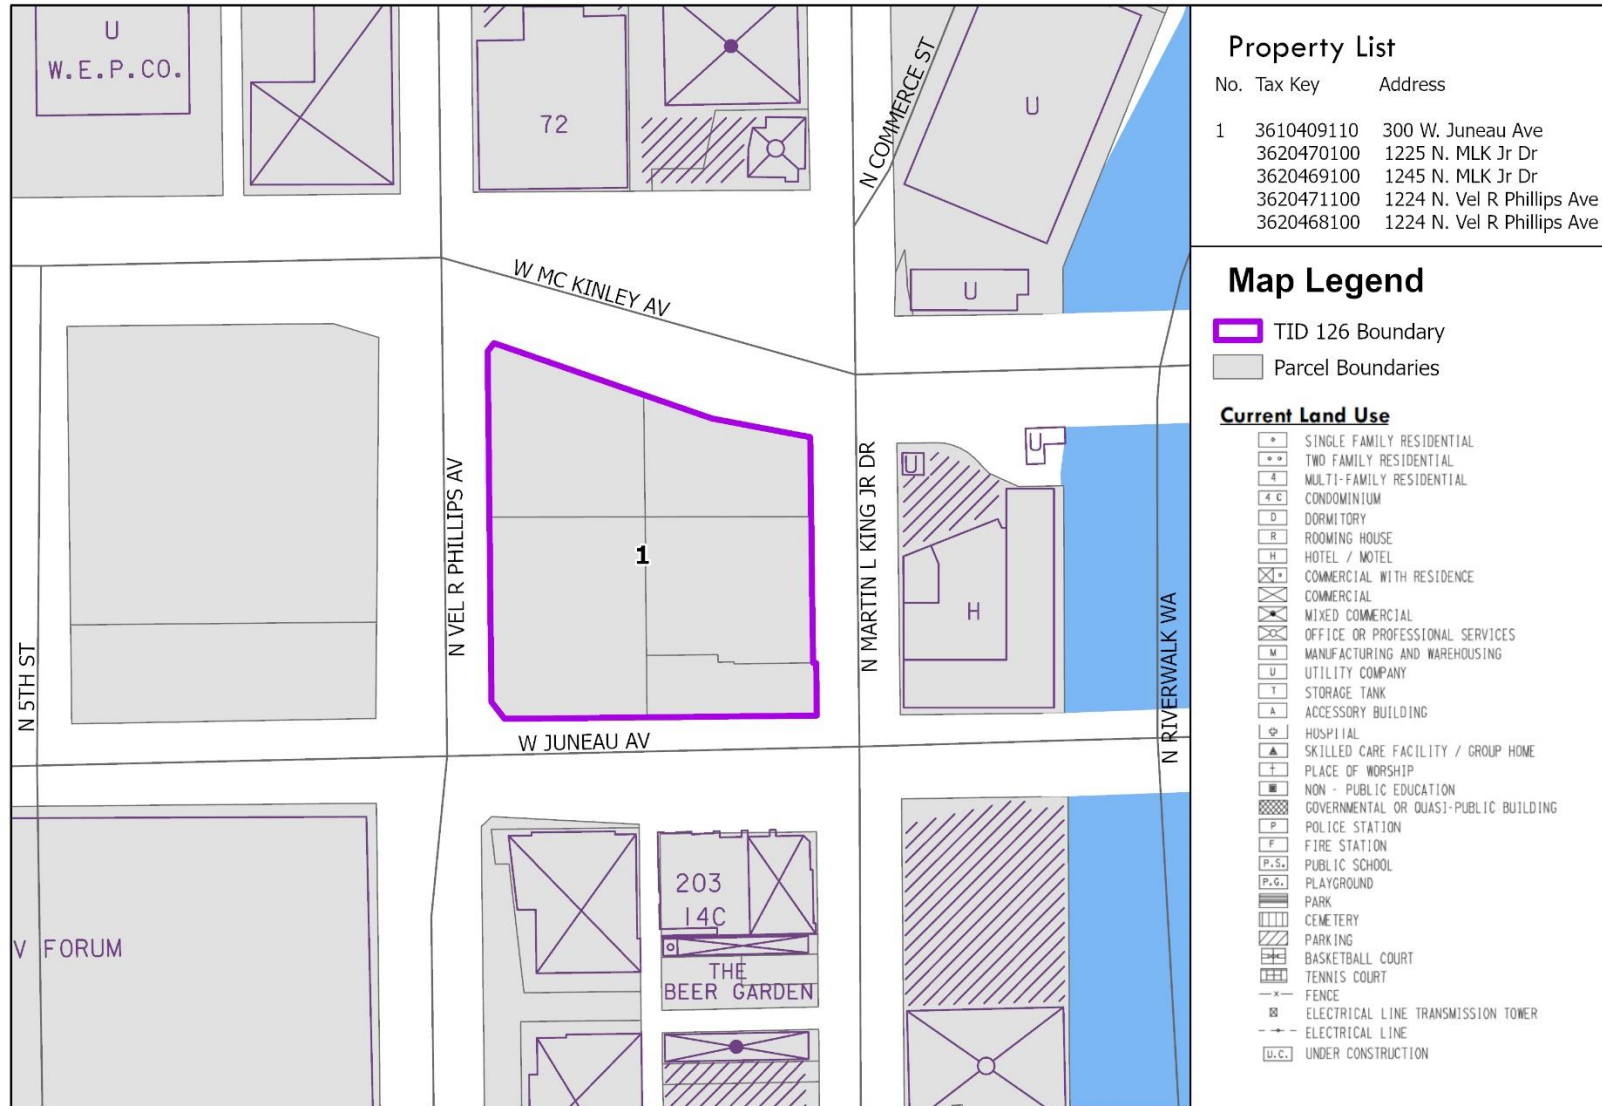 U
W.E.P.CO.
72
U
N COMMERCE ST
U
W MC KINLEY AV
N VEL R PHILLIPS AV
1
N MARTIN L KING JR DR
U
U
H
N 5TH ST
W JUNEAU AV
N RIVERWALK WA
V FORUM
203
14C
THE
BEER GARDEN
Property List
No. Tax Key Address
1 3610409110 300 W. Juneau Ave
3620470100 1225 N. MLK Jr Dr
3620469100 1245 N. MLK Jr Dr
3620471100 1224 N. Vel R Phillips Ave
3620468100 1224 N. Vel R Phillips Ave
Map Legend
TID 126 Boundary
Parcel Boundaries
Current Land Use
SINGLE FAMILY RESIDENTIAL
TWO FAMILY RESIDENTIAL
4 MULTI-FAMILY RESIDENTIAL
4 C CONDOMINIUM
D DORMITORY
R ROOMING HOUSE
H HOTEL / MOTEL
COMMERCIAL WITH RESIDENCE
COMMERCIAL
MIXED COMMERCIAL
OFFICE OR PROFESSIONAL SERVICES
M MANUFACTURING AND WAREHOUSING
U UTILITY COMPANY
T STORAGE TANK
A ACCESSORY BUILDING
HOSPITAL
SKILLED CARE FACILITY / GROUP HOME
PLACE OF WORSHIP
NON - PUBLIC EDUCATION
GOVERNMENTAL OR QUASI-PUBLIC BUILDING
P POLICE STATION
F FIRE STATION
P.S. PUBLIC SCHOOL
P.G. PLAYGROUND
PARK
CEMETERY
PARKING
BASKETBALL COURT
TENNIS COURT
FENCE
ELECTRICAL LINE TRANSMISSION TOWER
ELECTRICAL LINE
U.C. UNDER CONSTRUCTION